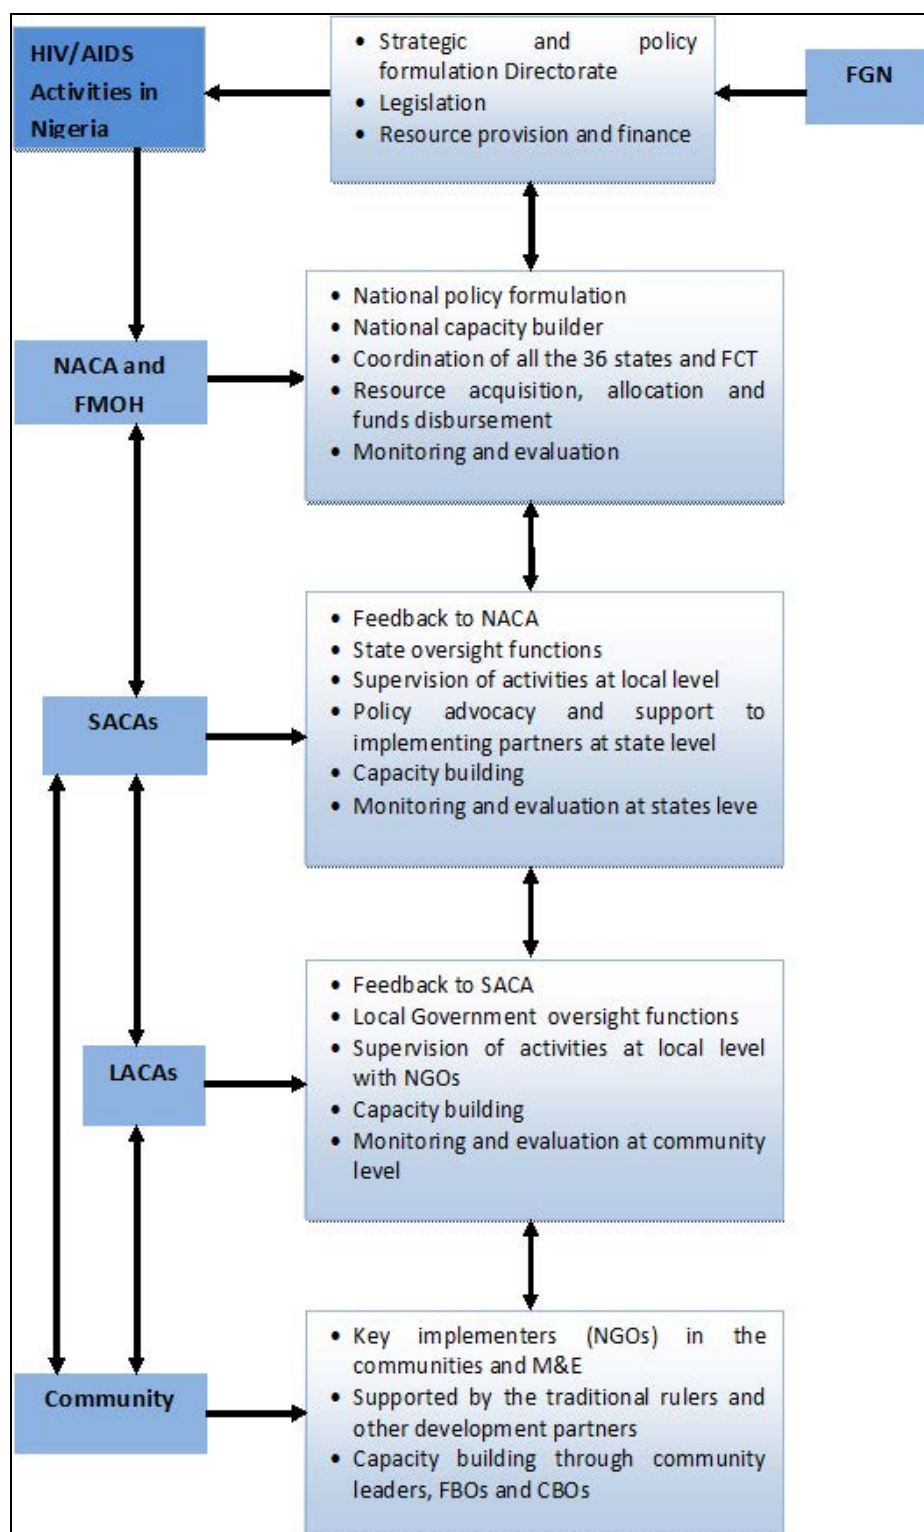 HIV/AIDS
Activities in
Nigeria
• Strategic and policy
formulation Directorate
• Legislation
• Resource provision and finance
FGN
NACA and
FMOH
• National policy formulation
• National capacity builder
• Coordination of all the 36 states and FCT
• Resource acquisition, allocation and
funds disbursement
• Monitoring and evaluation
SACAs
• Feedback to NACA
• State oversight functions
• Supervision of activities at local level
• Policy advocacy and support to
implementing partners at state level
• Capacity building
• Monitoring and evaluation at states leve
LACAs
• Feedback to SACA
• Local Government oversight functions
• Supervision of activities at local level
with NGOs
• Capacity building
• Monitoring and evaluation at community
level
Community
• Key implementers (NGOs) in the
communities and M&E
• Supported by the traditional rulers and
other development partners
• Capacity building through community
leaders, FBOs and CBOs